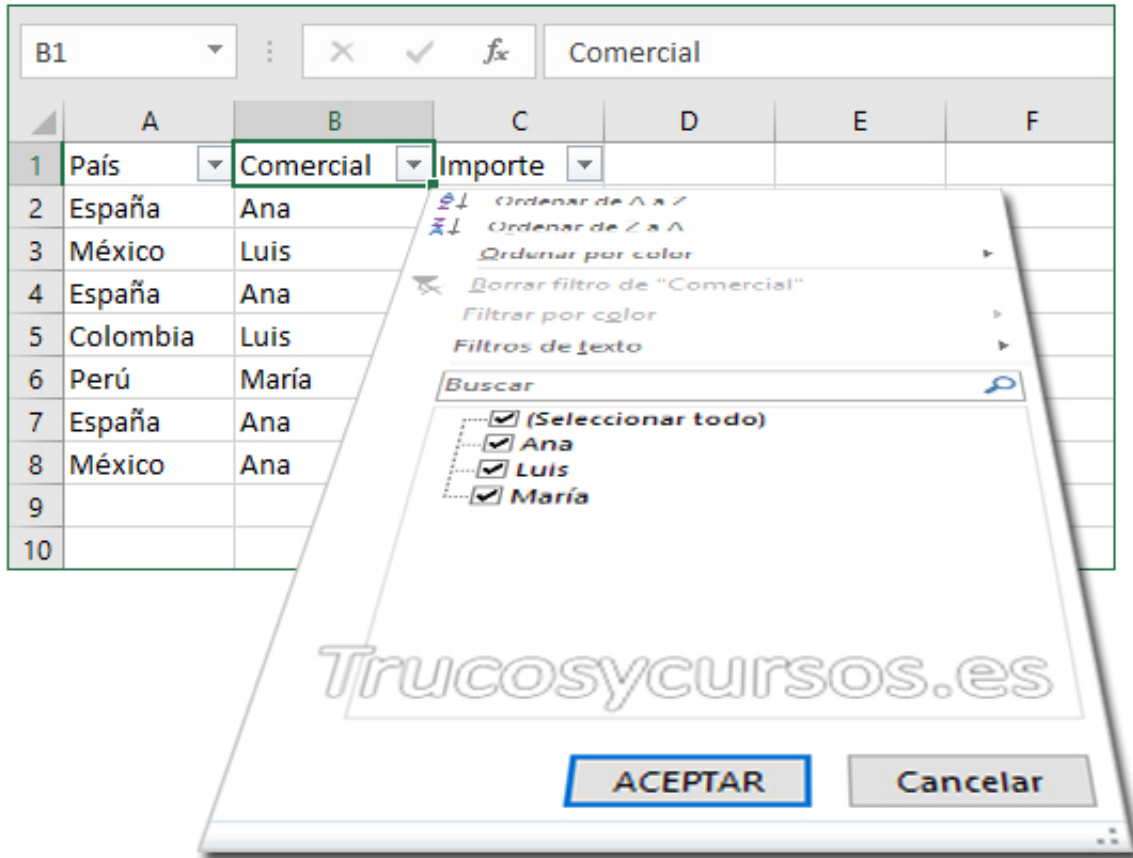 B1 fx Comercial
A B C D E F
1 País Comercial Importe
2 España Ana
3 México Luis
4 España Ana
5 Colombia Luis
6 Perú María
7 España Ana
8 México Ana
9
10
Ordenar de A a Z
Ordenar de Z a A
Ordenar por color
Borrar filtro de "Comercial"
Filtrar por color
Filtros de texto
Buscar
(Seleccionar todo)
Ana
Luis
María
Trucosycursos.es
ACEPTAR Cancelar